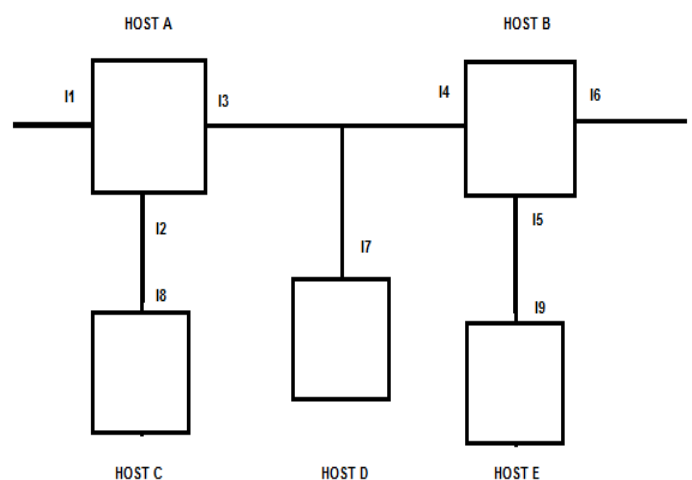 HOST A
HOST B
I1
I3
I4
I6
I2
I5
I7
I8
I9
HOST C
HOST D
HOST E